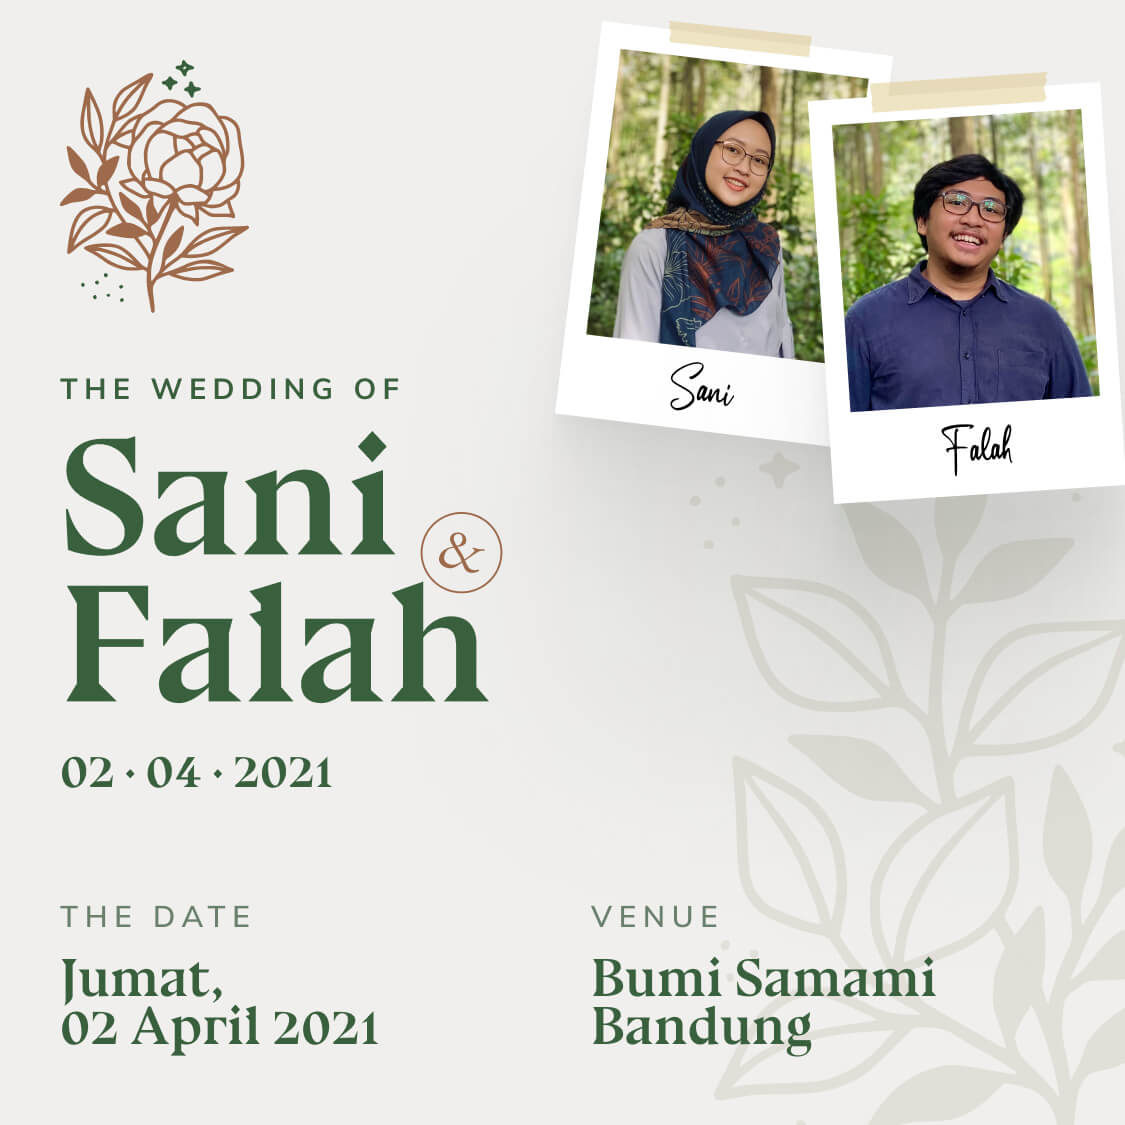 Sani
Falah
THE WEDDING OF
Sani
&
Falah
02 · 04 · 2021
THE DATE
Jumat,
02 April 2021
VENUE
Bumi Samami
Bandung